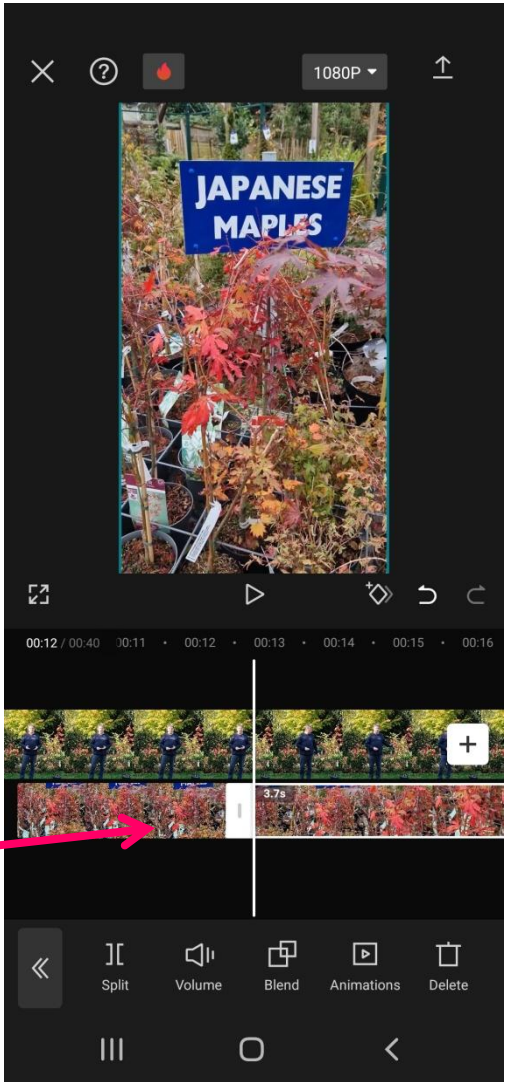 1080P
JAPANESE
MAPLES
00:12 / 00:40 0:11 • 00:12 • 00:13 • 00:14 • 00:15 • 00:16
3.7s
Split Volume Blend Animations Delete